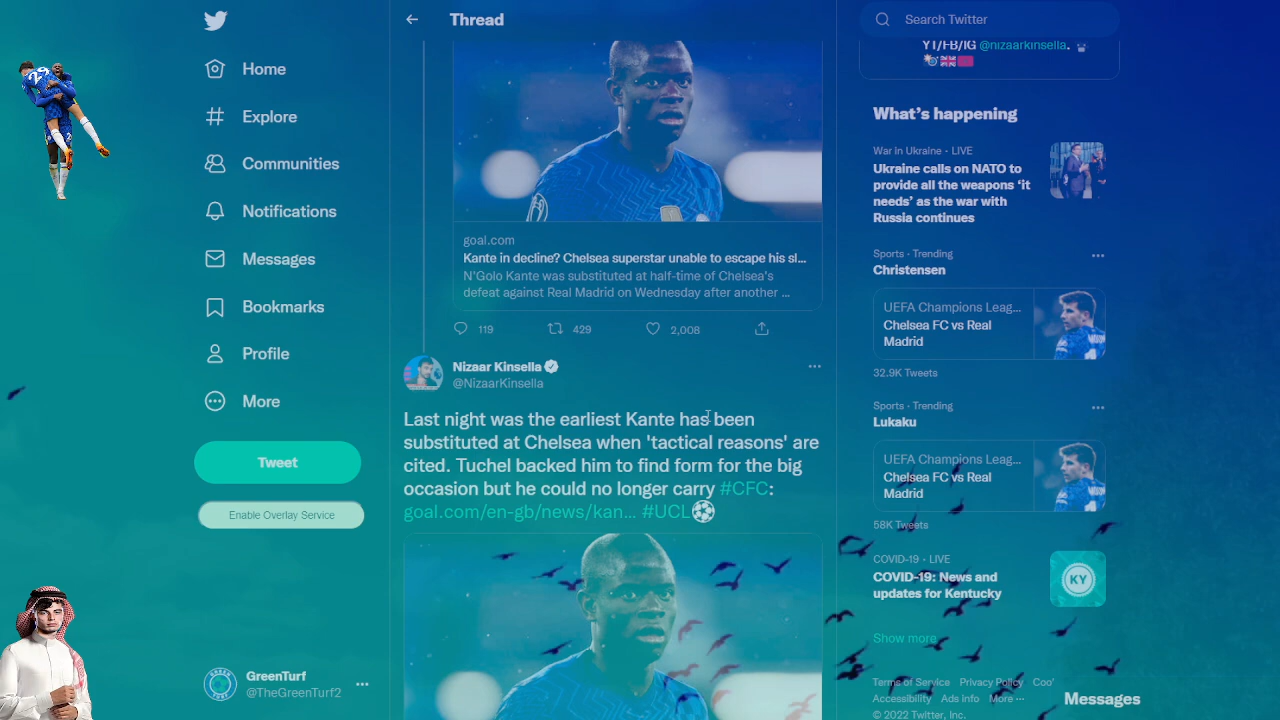 Home
Explore
Communities
Notifications
Messages
Bookmarks
Profile
More
Tweet
Enable Overlay Service
GreenTurf
@TheGreenTurf2
Thread
goal.com
Kante in decline? Chelsea superstar unable to escape his sl...
N'Golo Kante was substituted at half-time of Chelsea's
defeat against Real Madrid on Wednesday after another ...
119 429 2,008
Nizaar Kinsella
@NizaarKinsella
Last night was the earliest Kante has been
substituted at Chelsea when 'tactical reasons' are
cited. Tuchel backed him to find form for the big
occasion but he could no longer carry #CFC:
goal.com/en-gb/news/kan... #UCL
Search Twitter
YT/FB/IG @nizaarkinsella.
What's happening
War in Ukraine · LIVE
Ukraine calls on NATO to
provide all the weapons 'it
needs' as the war with
Russia continues
Sports · Trending
Christensen
UEFA Champions Leag...
Chelsea FC vs Real
Madrid
32.9K Tweets
Sports · Trending
Lukaku
UEFA Champions Leag...
Chelsea FC vs Real
Madrid
58K Tweets
COVID-19 · LIVE
COVID-19: News and
updates for Kentucky
KY
Show more
Terms of Service Privacy Policy Coo
Accessibility Ads info More ···
© 2022 Twitter, Inc.
Messages